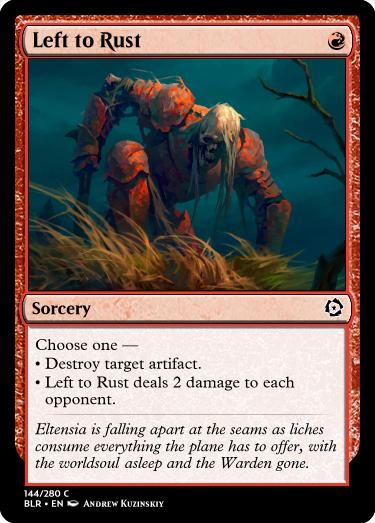 Left to Rust
Sorcery
Choose one —
• Destroy target artifact.
• Left to Rust deals 2 damage to each
opponent.
Eltensia is falling apart at the seams as liches
consume everything the plane has to offer, with
the worldsoul asleep and the Warden gone.
144/280 C
BLR • EN Andrew Kuzinskiy